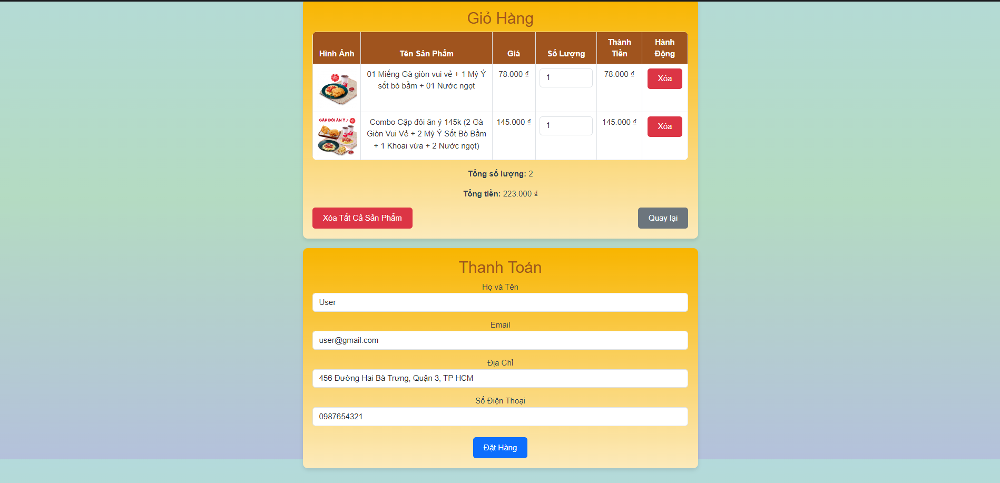 Giỏ Hàng
Hình Ảnh
Tên Sản Phẩm
Giá
Số Lượng
Thành
Tiền
Hành
Động
01 Miếng Gà giòn vui vẻ + 1 Mỳ Ý
sốt bò bằm + 01 Nước ngọt
78.000 ₫
1
78.000 ₫
Xóa
CẶP ĐÔI ĂN Ý
Combo Cặp đôi ăn ý 145k (2 Gà
Giòn Vui Vẻ + 2 Mỳ Ý Sốt Bò Bằm
+ 1 Khoai vừa + 2 Nước ngọt)
145.000 ₫
1
145.000 ₫
Xóa
Tổng số lượng: 2
Tổng tiền: 223.000 ₫
Xóa Tất Cả Sản Phẩm
Quay lại
Thanh Toán
Họ và Tên
User
Email
user@gmail.com
Địa Chỉ
456 Đường Hai Bà Trưng, Quận 3, TP HCM
Số Điện Thoại
0987654321
Đặt Hàng